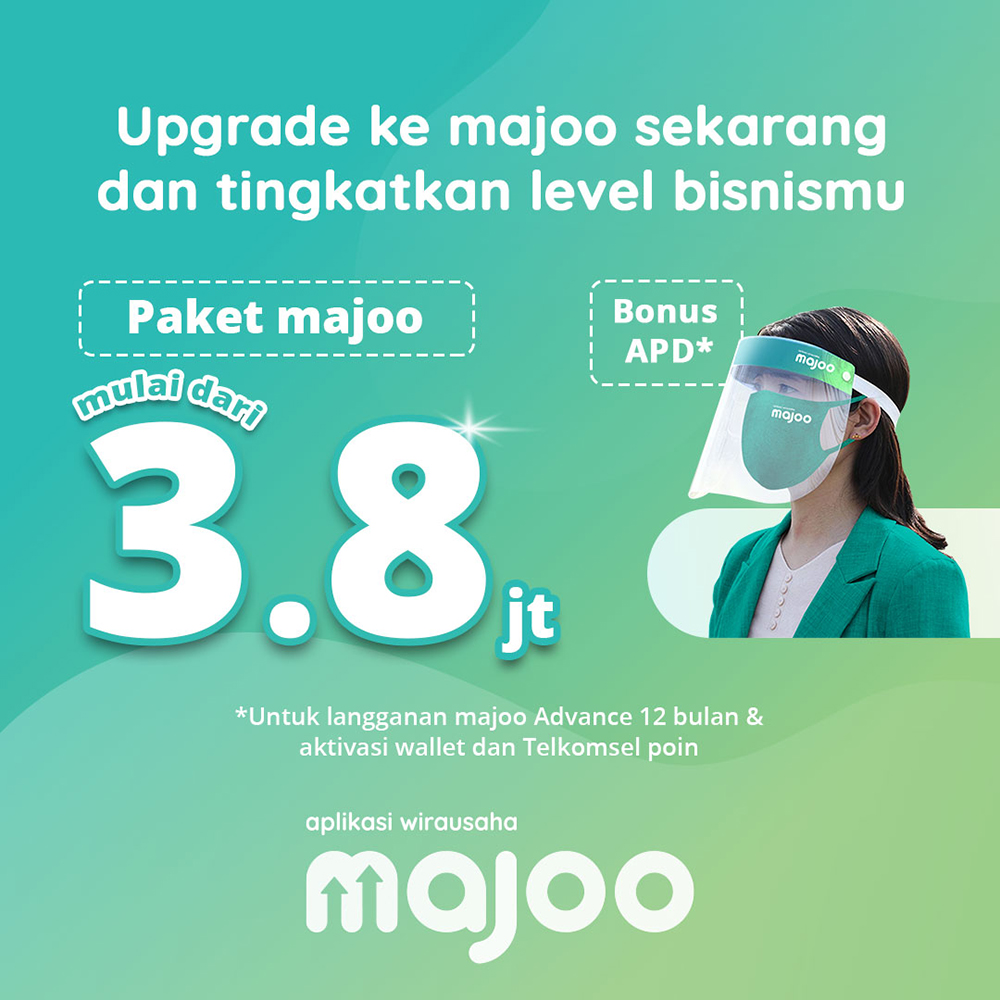 Upgrade ke majoo sekarang
dan tingkatkan level bisnismu
Paket majoo
mulai dari
3.8 jt
Bonus
APD*
majoo
majoo
*Untuk langganan majoo Advance 12 bulan &
aktivasi wallet dan Telkomsel poin
aplikasi wirausaha
majoo